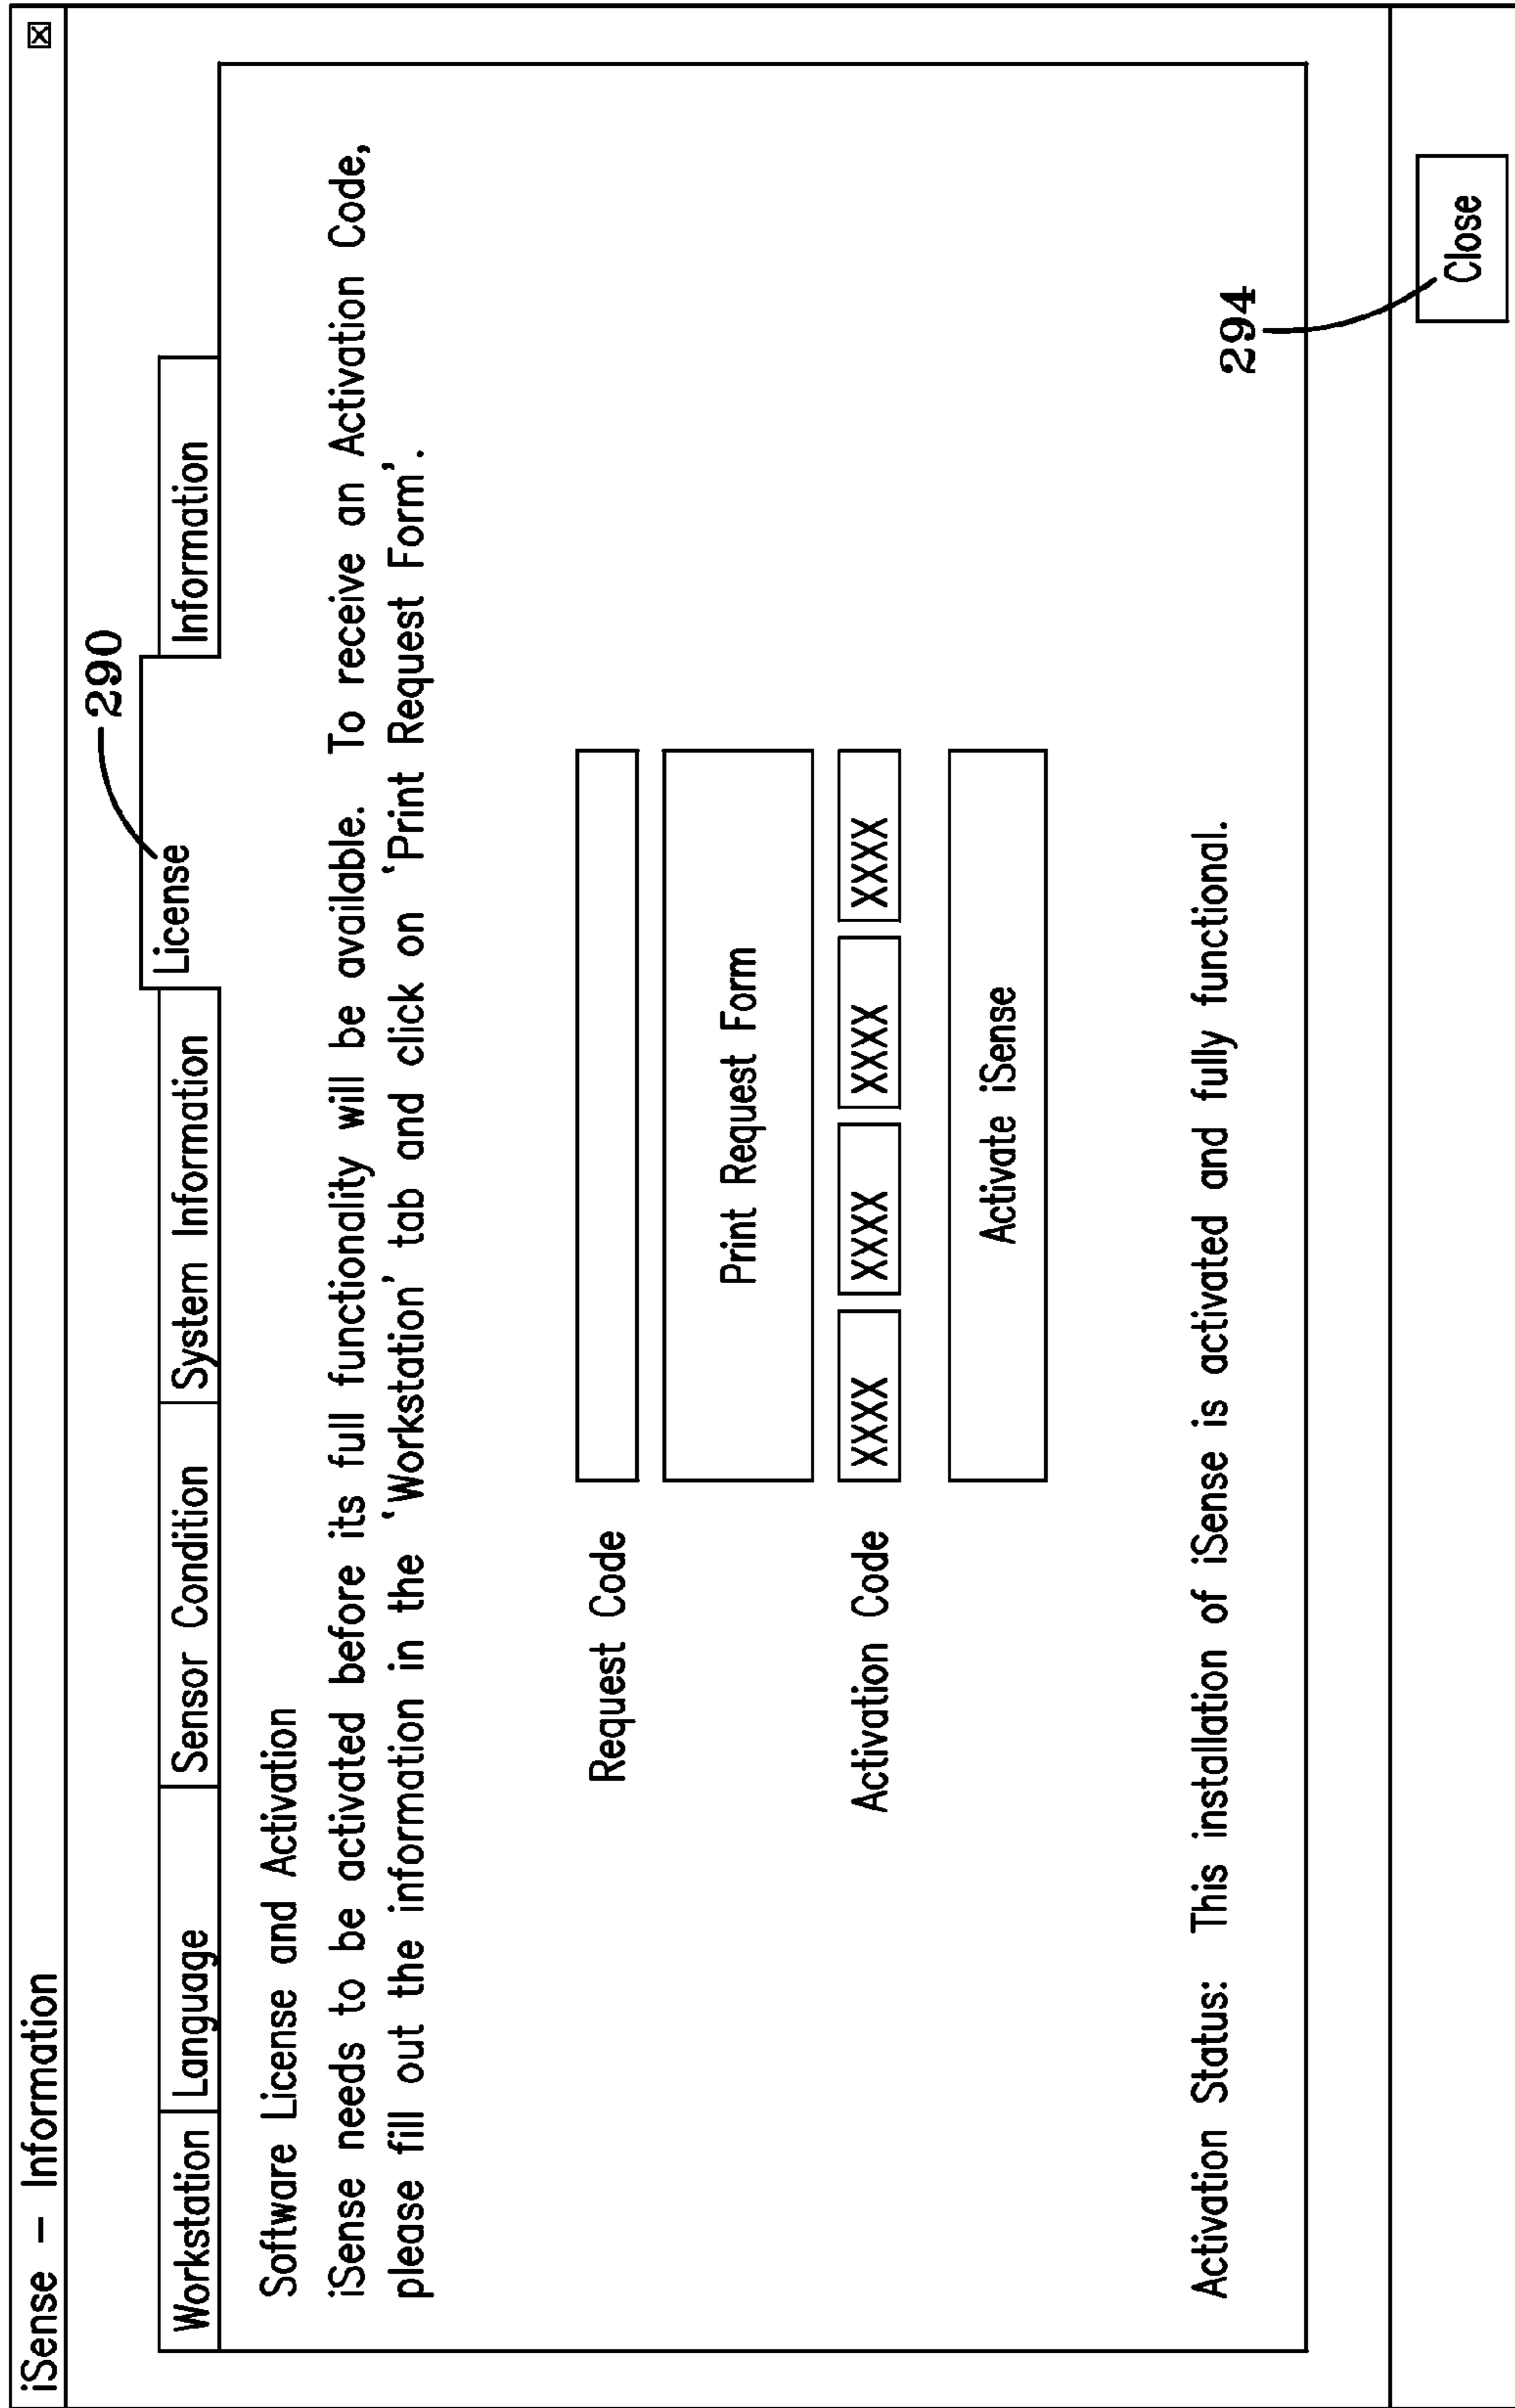 iSense – Information
290
Workstation Language Sensor Condition System Information License Information
Software License and Activation
iSense needs to be activated before its full functionality will be available. To receive an Activation Code,
please fill out the information in the 'Workstation' tab and click on 'Print Request Form'.
Request Code
Print Request Form
Activation Code XXXX XXXX XXXX XXXX
Activate iSense
Activation Status: This installation of iSense is activated and fully functional.
294
Close